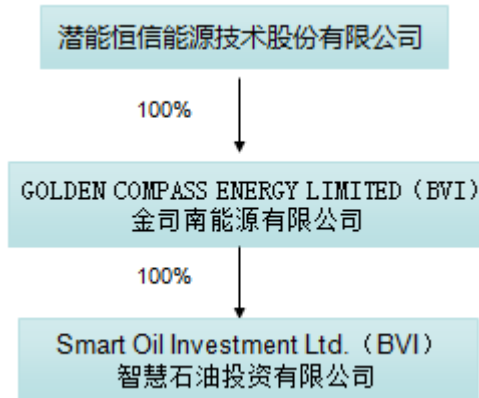 潜能恒信能源技术股份有限公司
100%
GOLDEN COMPASS ENERGY LIMITED（BVI）
金司南能源有限公司
100%
Smart Oil Investment Ltd.（BVI）
智慧石油投资有限公司